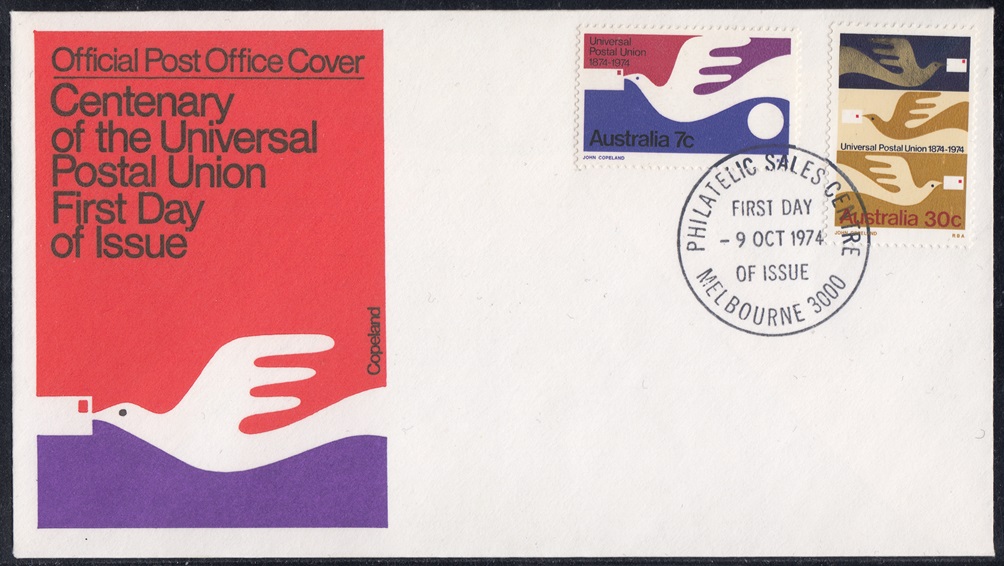 Official Post Office Cover
Centenary
of the Universal
Postal Union
First Day
of Issue
Copeland
Universal
Postal Union
1874-1974
Australia 7c
JOHN COPELAND
Universal Postal Union 1874-1974
Australia 30c
JOHN COPELAND
R.B.A
PHILATELIC SALES CENTRE
FIRST DAY
- 9 OCT 1974
OF ISSUE
MELBOURNE 3000